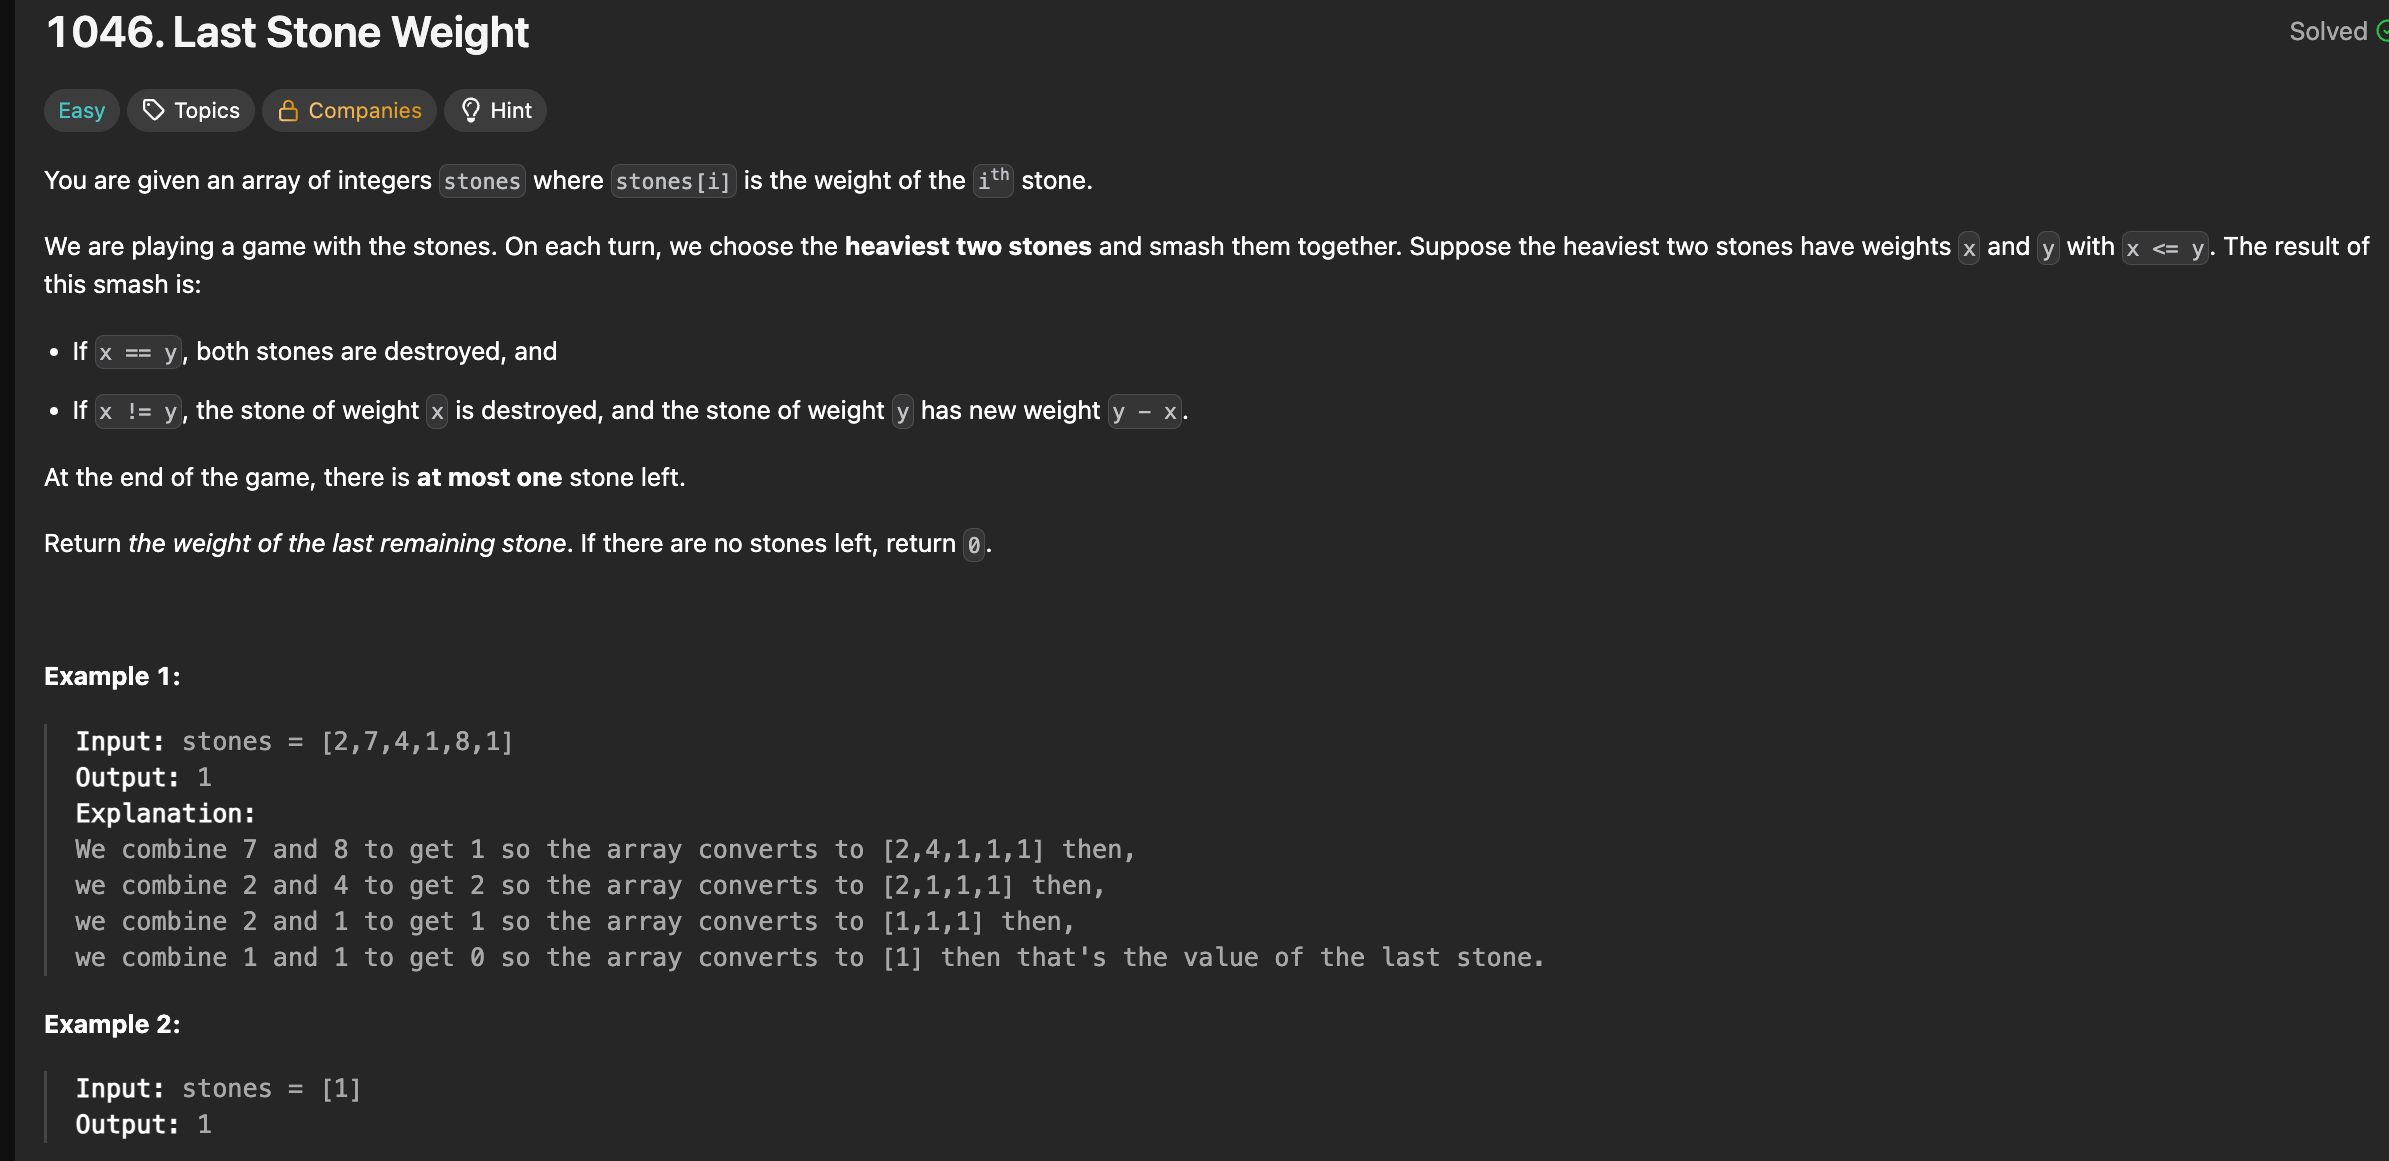 1046. Last Stone Weight
Solved
Easy Topics Companies Hint
You are given an array of integers stones where stones[i] is the weight of the ith stone.
We are playing a game with the stones. On each turn, we choose the heaviest two stones and smash them together. Suppose the heaviest two stones have weights x and y with x <= y. The result of
this smash is:
• If x == y, both stones are destroyed, and
• If x != y, the stone of weight x is destroyed, and the stone of weight y has new weight y - x.
At the end of the game, there is at most one stone left.
Return the weight of the last remaining stone. If there are no stones left, return 0.
Example 1:
Input: stones = [2,7,4,1,8,1]
Output: 1
Explanation:
We combine 7 and 8 to get 1 so the array converts to [2,4,1,1,1] then,
we combine 2 and 4 to get 2 so the array converts to [2,1,1,1] then,
we combine 2 and 1 to get 1 so the array converts to [1,1,1] then,
we combine 1 and 1 to get 0 so the array converts to [1] then that's the value of the last stone.
Example 2:
Input: stones = [1]
Output: 1